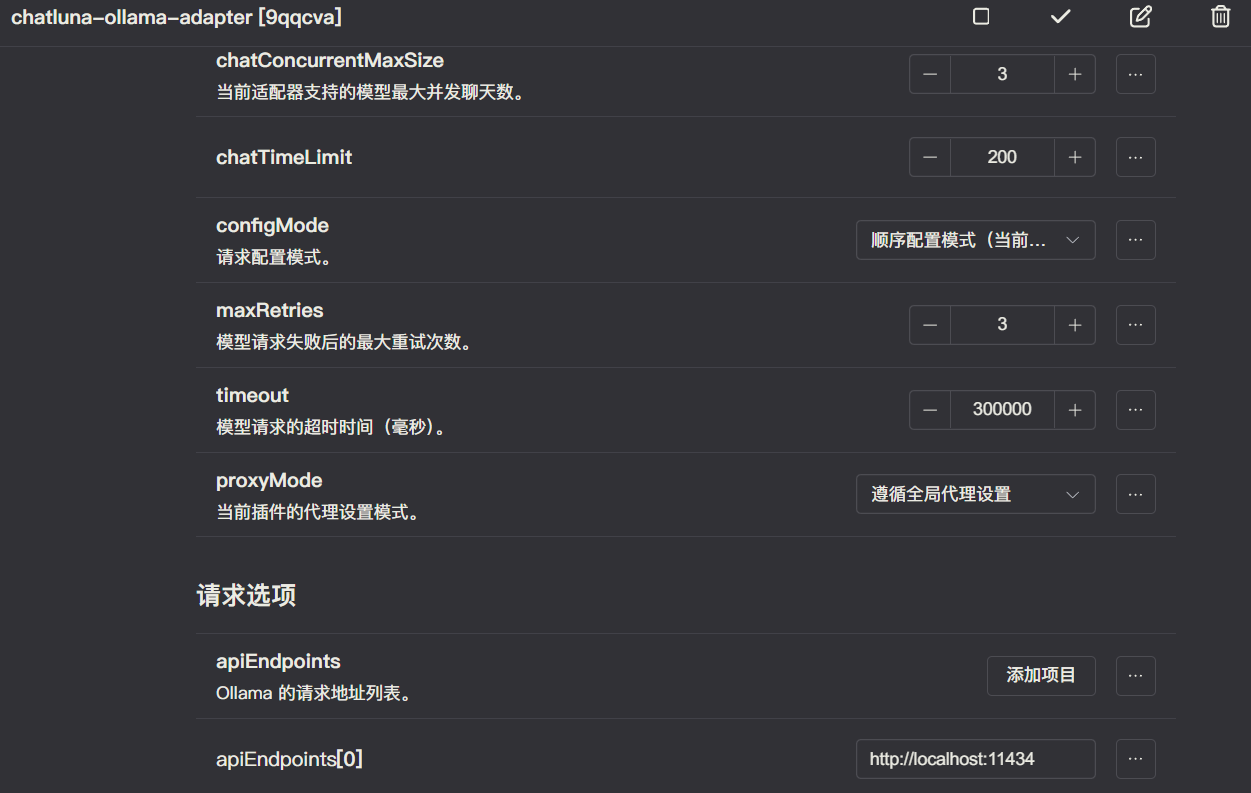 chatluna-ollama-adapter [9qqcva]
chatConcurrentMaxSize
当前适配器支持的模型最大并发聊天数。
3
chatTimeLimit
200
configMode
请求配置模式。
顺序配置模式（当前...
maxRetries
模型请求失败后的最大重试次数。
3
timeout
模型请求的超时时间（毫秒）。
300000
proxyMode
当前插件的代理设置模式。
遵循全局代理设置
请求选项
apiEndpoints
Ollama 的请求地址列表。
添加项目
apiEndpoints[0]
http://localhost:11434